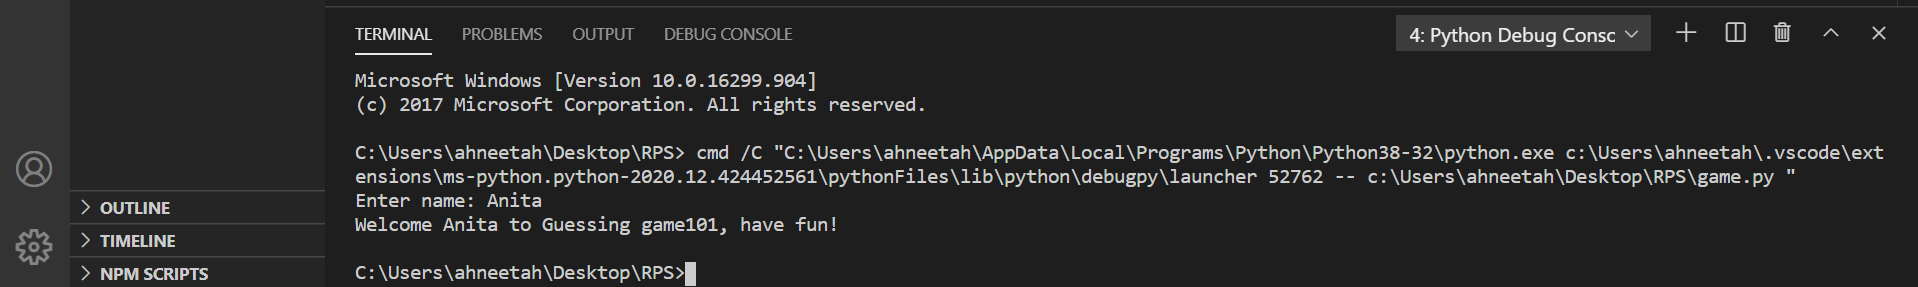 TERMINAL PROBLEMS OUTPUT DEBUG CONSOLE 4: Python Debug Consc
Microsoft Windows [Version 10.0.16299.904]
(c) 2017 Microsoft Corporation. All rights reserved.
C:\Users\ahneetah\Desktop\RPS> cmd /C "C:\Users\ahneetah\AppData\Local\Programs\Python\Python38-32\python.exe c:\Users\ahneetah\.vscode\ext
ensions\ms-python.python-2020.12.424452561\pythonFiles\lib\python\debugpy\launcher 52762 -- c:\Users\ahneetah\Desktop\RPS\game.py "
Enter name: Anita
Welcome Anita to Guessing game101, have fun!
C:\Users\ahneetah\Desktop\RPS>
OUTLINE
TIMELINE
NPM SCRIPTS